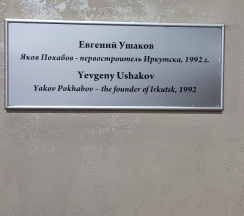 Евгений Ушаков
Яков Похабов - первостроитель Иркутска, 1992 г.
Yevgeny Ushakov
Yakov Pokhabov – the founder of Irkutsk, 1992